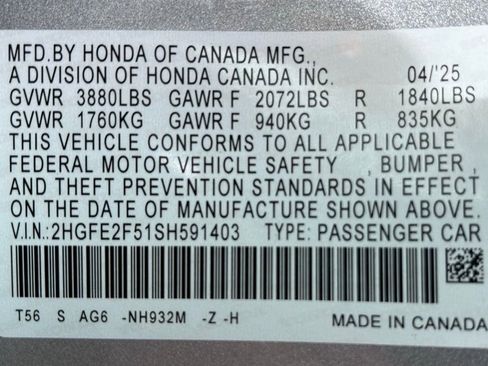 MFD.BY HONDA OF CANADA MFG.,
A DIVISION OF HONDA CANADA INC. 04/'25
GVWR 3880LBS GAWR F 2072LBS R 1840LBS
GVWR 1760KG GAWR F 940KG R 835KG
THIS VEHICLE CONFORMS TO ALL APPLICABLE
FEDERAL MOTOR VEHICLE SAFETY , BUMPER ,
AND THEFT PREVENTION STANDARDS IN EFFECT
ON THE DATE OF MANUFACTURE SHOWN ABOVE.
V.I.N:2HGFE2F51SH591403 TYPE: PASSENGER CAR
T56 S AG6 -NH932M -Z -H MADE IN CANADA